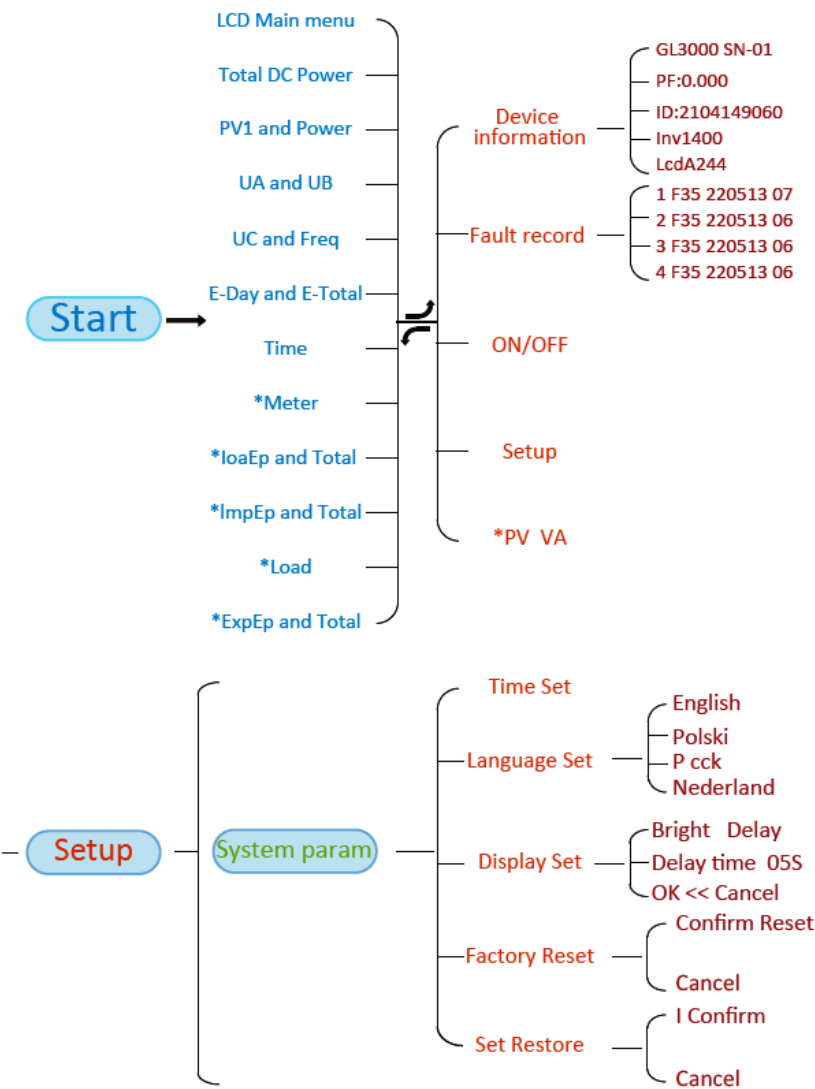 LCD Main menu
Total DC Power
PV1 and Power
UA and UB
UC and Freq
E-Day and E-Total
Start
Time
*Meter
*IoaEp and Total
*ImpEp and Total
*Load
*ExpEp and Total
Device
information
GL3000 SN-01
PF:0.000
ID:2104149060
Inv1400
LcdA244
Fault record
1 F35 220513 07
2 F35 220513 06
3 F35 220513 06
4 F35 220513 06
ON/OFF
Setup
*PV VA
Setup
System param
Time Set
Language Set
English
Polski
P cck
Nederland
Display Set
Bright Delay
Delay time 05S
OK << Cancel
Factory Reset
Confirm Reset
Cancel
Set Restore
I Confirm
Cancel